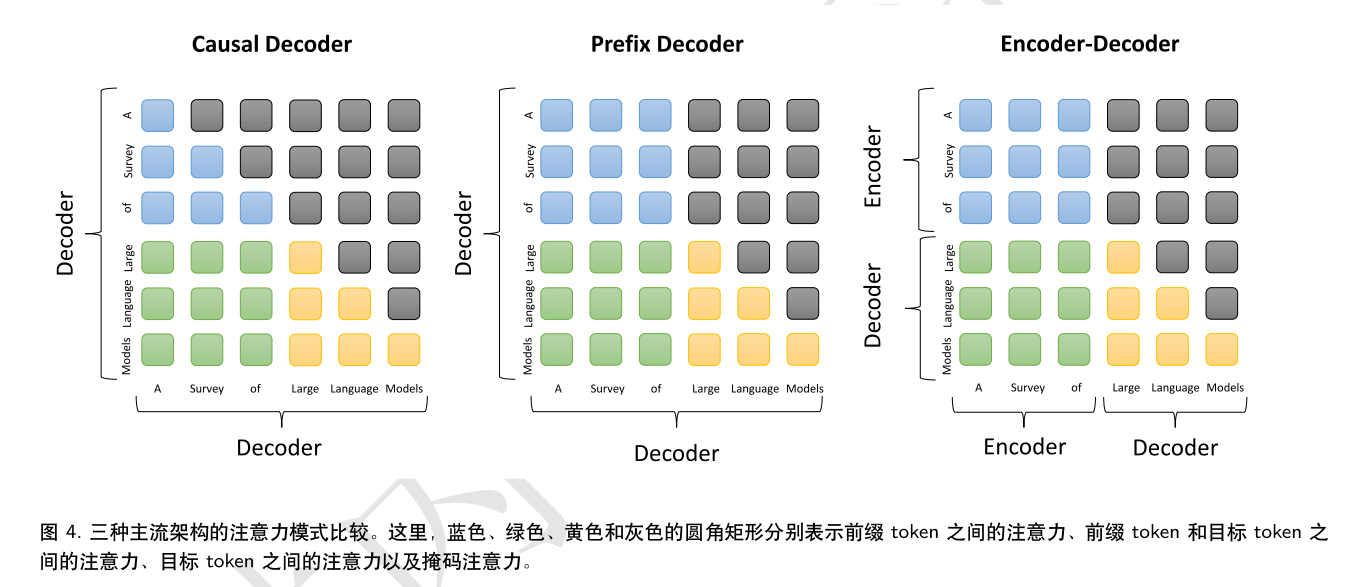 Causal Decoder
Prefix Decoder
Encoder-Decoder
Decoder
A
Survey
of
Large
Language
Models
A Survey of Large Language Models
Decoder
Decoder
A
Survey
of
Large
Language
Models
A Survey of Large Language Models
Decoder
Encoder
Decoder
A
Survey
of
Large
Language
Models
A Survey of Large Language Models
Encoder Decoder
图 4. 三种主流架构的注意力模式比较。这里，蓝色、绿色、黄色和灰色的圆角矩形分别表示前缀 token 之间的注意力、前缀 token 和目标 token 之
间的注意力、目标 token 之间的注意力以及掩码注意力。